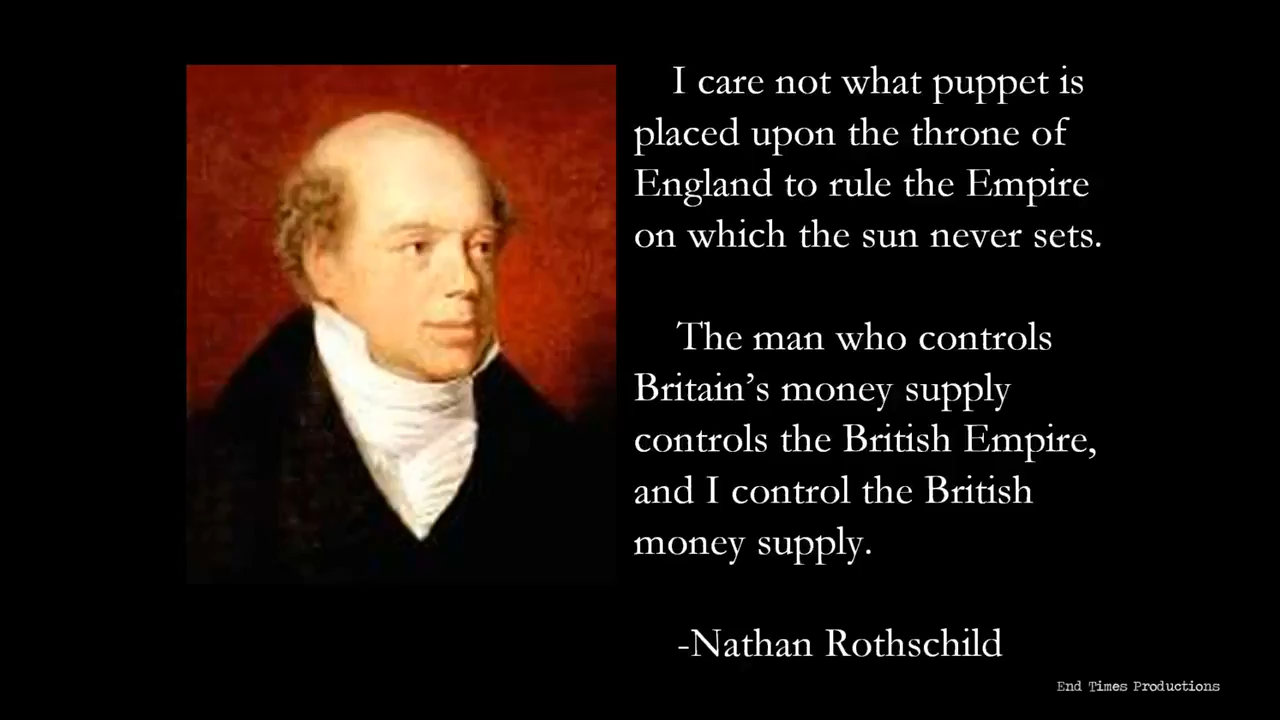 I care not what puppet is
placed upon the throne of
England to rule the Empire
on which the sun never sets.
The man who controls
Britain’s money supply
controls the British Empire,
and I control the British
money supply.
-Nathan Rothschild
End Times Productions